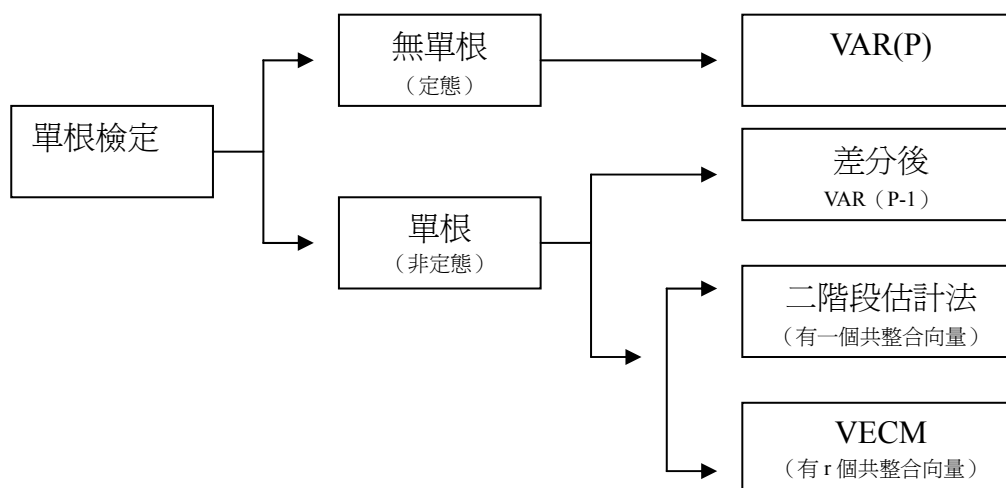 無單根
（定態）
VAR(P)
單根檢定
差分後
VAR（P-1）
單根
（非定態）
二階段估計法
（有一個共整合向量）
VECM
（有 r 個共整合向量）